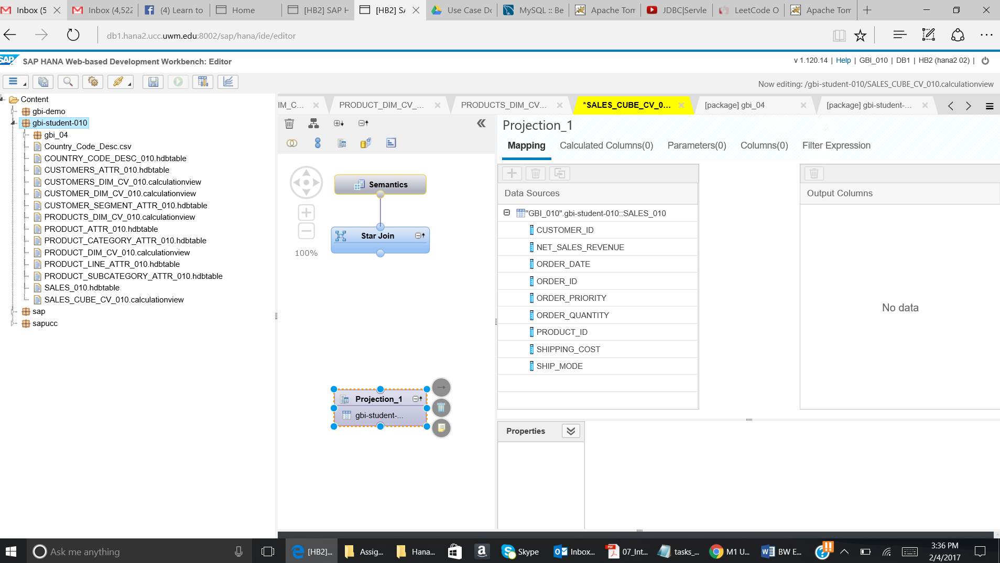 Inbox (5
Inbox (4,522
(4) Learn to
Home
[HB2] SAP H
[HB2] SA
Use Case Do
MySQL :: Be
Apache Tom
JDBC|Servle
LeetCode O
Apache Tom
db1.hana2.ucc.uwm.edu:8002/sap/hana/ide/editor
SAP SAP HANA Web-based Development Workbench: Editor
v 1.120.14 | Help | GBI_010 | DB1 | HB2 (hana2 02) |
Now editing: /gbi-student-010/SALES_CUBE_CV_010.calculationview
Content
gbi-demo
gbi-student-010
gbi_04
Country_Code_Desc.csv
COUNTRY_CODE_DESC_010.hdbtable
CUSTOMERS_ATTR_010.hdbtable
CUSTOMERS_DIM_CV_010.calculationview
CUSTOMER_DIM_CV_010.calculationview
CUSTOMER_SEGMENT_ATTR_010.hdbtable
PRODUCTS_DIM_CV_010.calculationview
PRODUCT_ATTR_010.hdbtable
PRODUCT_CATEGORY_ATTR_010.hdbtable
PRODUCT_DIM_CV_010.calculationview
PRODUCT_LINE_ATTR_010.hdbtable
PRODUCT_SUBCATEGORY_ATTR_010.hdbtable
SALES_010.hdbtable
SALES_CUBE_CV_010.calculationview
sap
sapucc
IM_C...
PRODUCT_DIM_CV_...
PRODUCTS_DIM_CV...
*SALES_CUBE_CV_0...
[package] gbi_04
[package] gbi-student-...
Semantics
Star Join
100%
Projection_1
gbi-student-...
Projection_1
Mapping
Calculated Columns(0)
Parameters(0)
Columns(0)
Filter Expression
Data Sources
"GBI_010".gbi-student-010::SALES_010
CUSTOMER_ID
NET_SALES_REVENUE
ORDER_DATE
ORDER_ID
ORDER_PRIORITY
ORDER_QUANTITY
PRODUCT_ID
SHIPPING_COST
SHIP_MODE
Output Columns
No data
Properties
Ask me anything
[HB2]...
Assig...
Hana...
Skype
Inbox...
07_Int...
tasks_...
M1 U...
BW E...
3:36 PM
2/4/2017